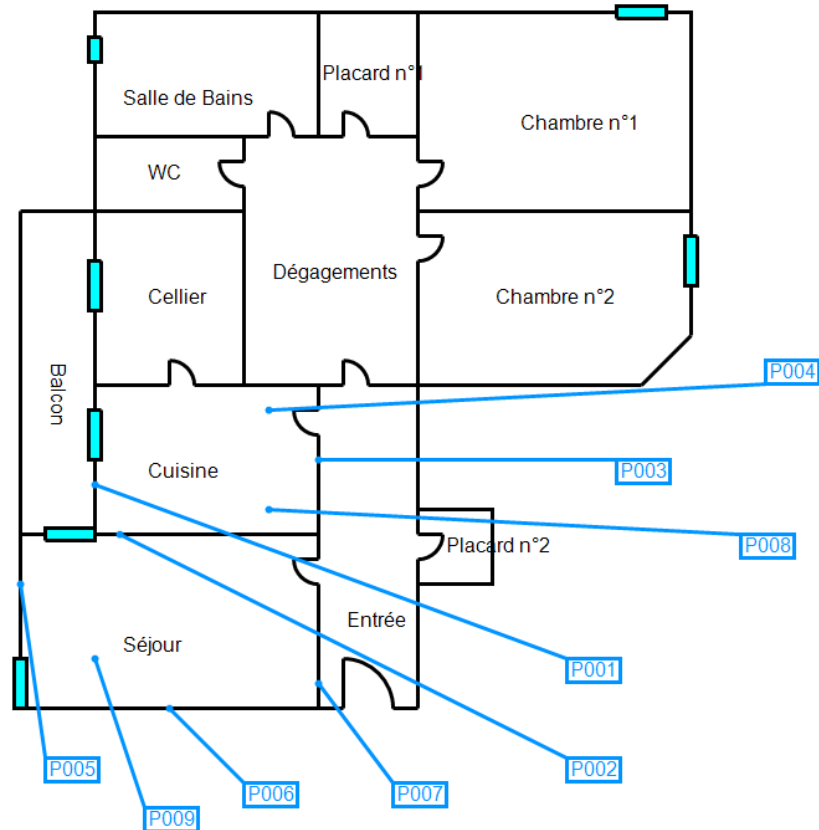 Placard n°1
Salle de Bains
Chambre n°1
WC
Dégagements
Cellier
Chambre n°2
Balcon
P004
Cuisine
P003
Placard n°2
P008
Entrée
Séjour
P001
P005
P002
P006
P007
P009